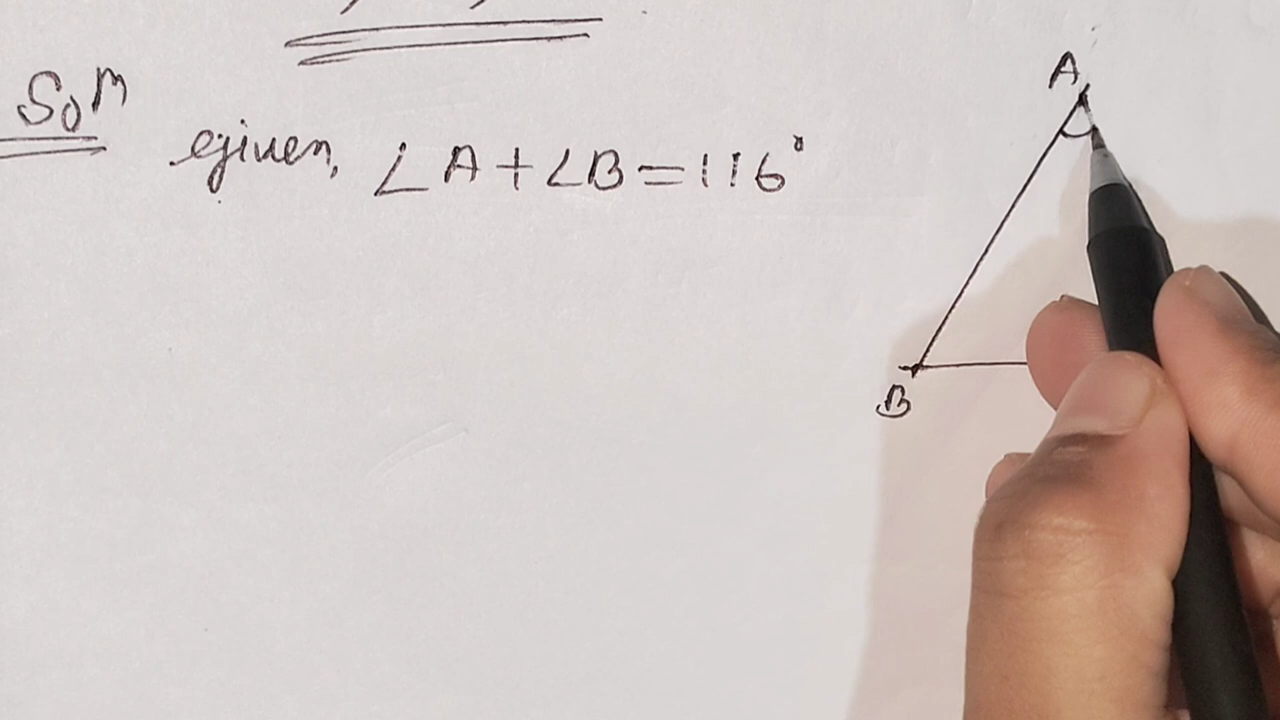 Soln
given, ∠A+∠B=116°
A
B